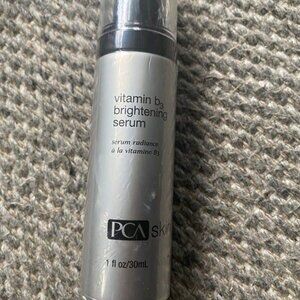 vitamin b3
brightening
serum
serum radiance
à la vitamine B3
PCA skin
1 fl oz/30mL